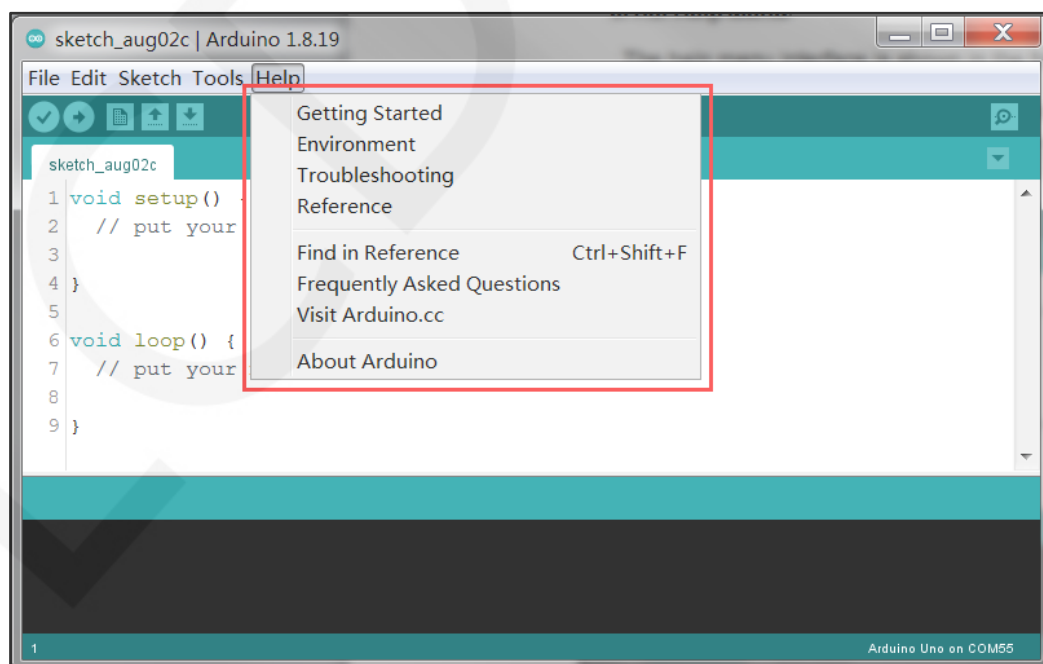 sketch_aug02c | Arduino 1.8.19
File Edit Sketch Tools Help
Getting Started
Environment
Troubleshooting
Reference
Find in Reference Ctrl+Shift+F
Frequently Asked Questions
Visit Arduino.cc
About Arduino
sketch_aug02c
1 void setup() {
2 // put your
3
4 }
5
6 void loop() {
7 // put your
8
9 }
1 Arduino Uno on COM55